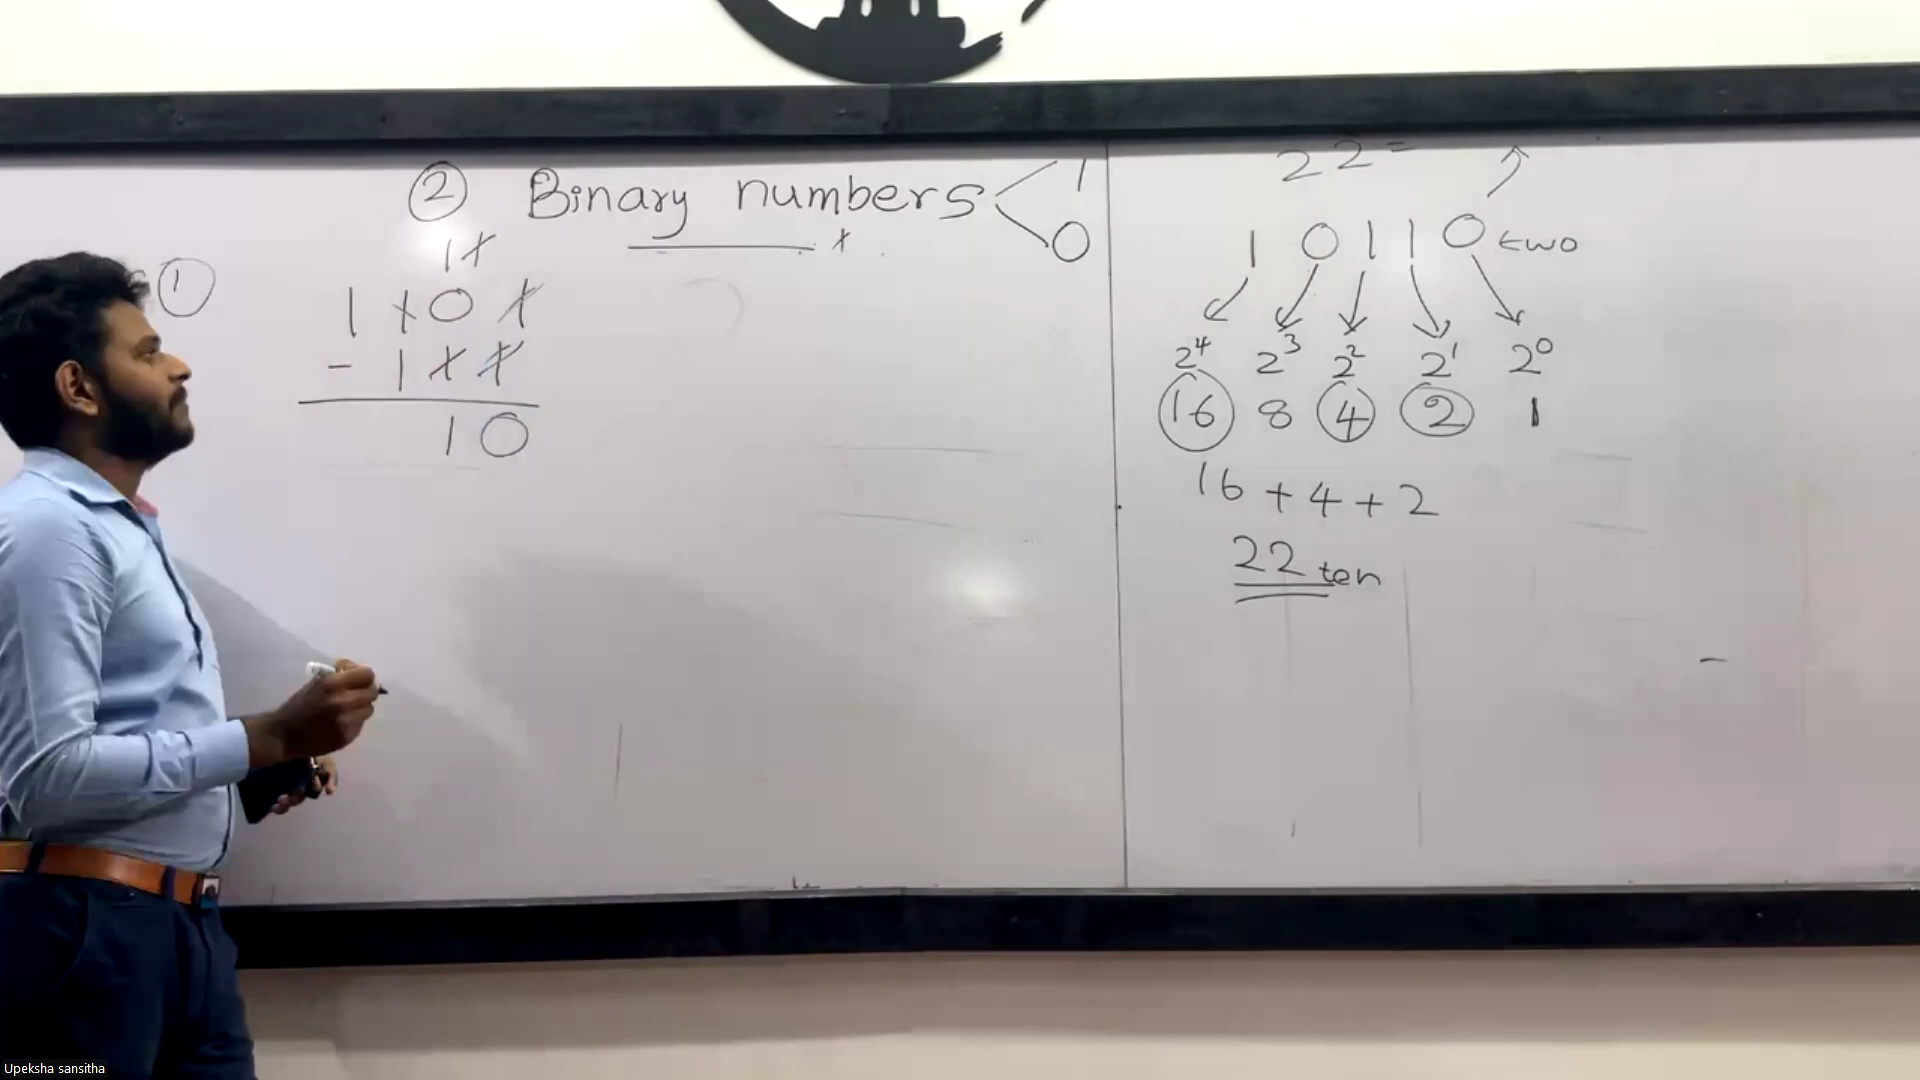 ② Binary numbers < 1 0
①
1 1
1 1 0 1
- 1 1 1
1 0
22 =
1 0 1 1 0 two
2⁴ 2³ 2² 2¹ 2⁰
16 8 4 2 1
16 + 4 + 2
22 ten
Upeksha sansitha